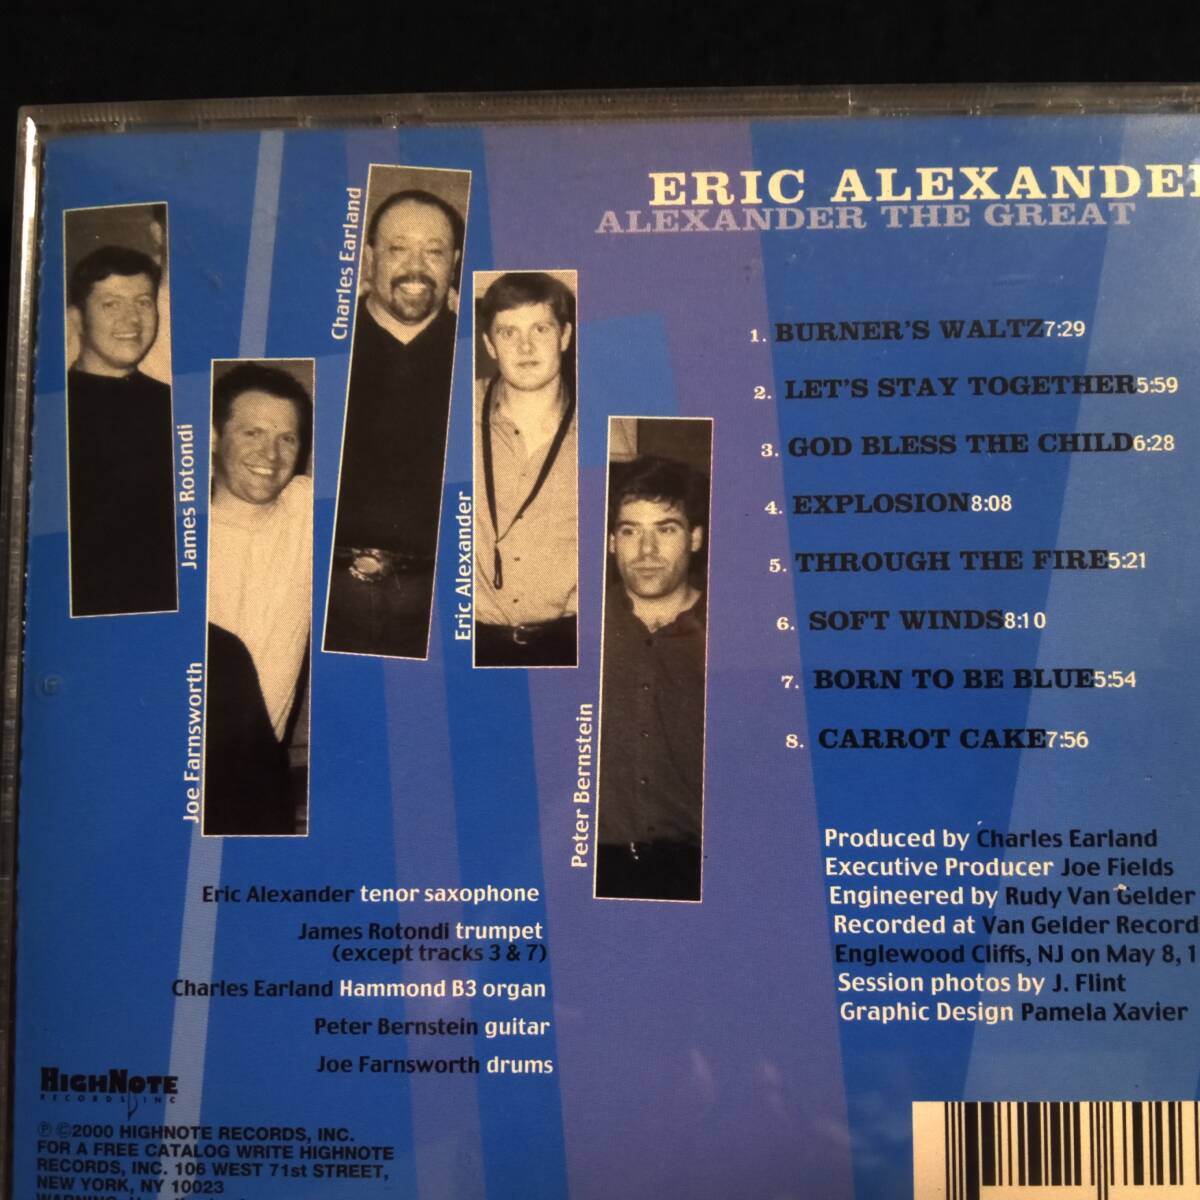 ERIC ALEXANDE
ALEXANDER THE GREAT
James Rotondi
Joe Farnsworth
Charles Earland
Eric Alexander
Peter Bernstein
1. BURNER'S WALTZ 7:29
2. LET'S STAY TOGETHER 5:59
3. GOD BLESS THE CHILD 6:28
4. EXPLOSION 8:08
5. THROUGH THE FIRE 5:21
6. SOFT WINDS 8:10
7. BORN TO BE BLUE 5:54
8. CARROT CAKE 7:56
Eric Alexander tenor saxophone
James Rotondi trumpet
(except tracks 3 & 7)
Charles Earland Hammond B3 organ
Peter Bernstein guitar
Joe Farnsworth drums
Produced by Charles Earland
Executive Producer Joe Fields
Engineered by Rudy Van Gelder
Recorded at Van Gelder Record
Englewood Cliffs, NJ on May 8, 1
Session photos by J. Flint
Graphic Design Pamela Xavier
HIGHNOTE
RECORDS, INC
℗ ©2000 HIGHNOTE RECORDS, INC.
FOR A FREE CATALOG WRITE HIGHNOTE
RECORDS, INC. 106 WEST 71st STREET,
NEW YORK, NY 10023